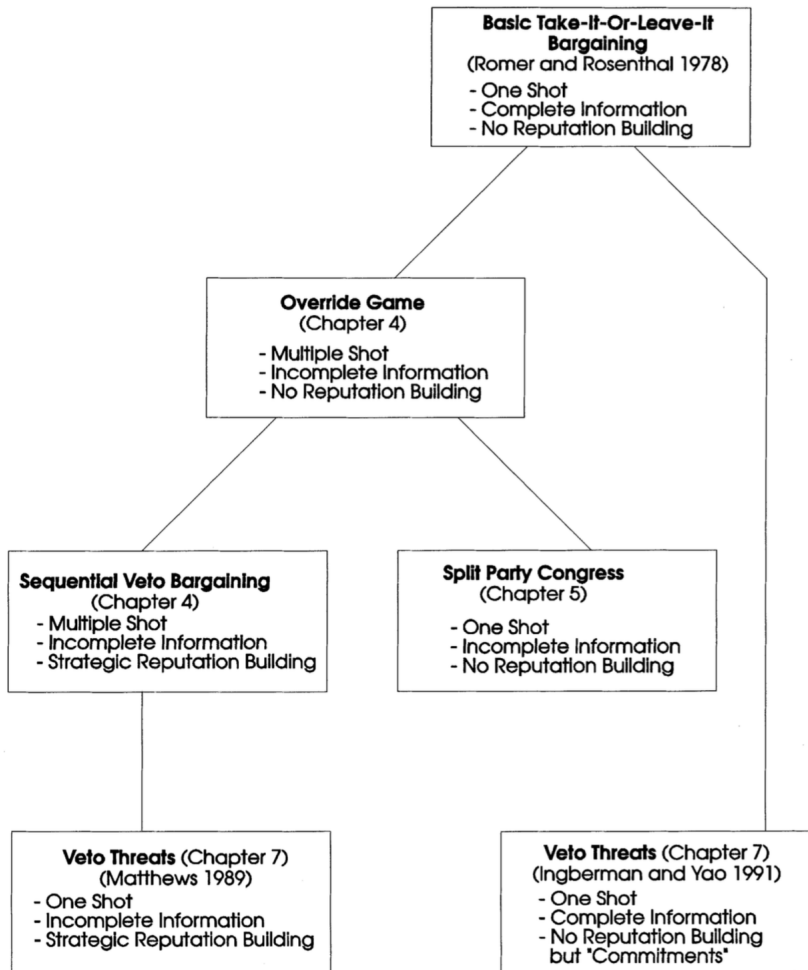 Basic Take-It-Or-Leave-It
Bargaining
(Romer and Rosenthal 1978)
- One Shot
- Complete Information
- No Reputation Building
Override Game
(Chapter 4)
- Multiple Shot
- Incomplete Information
- No Reputation Building
Sequential Veto Bargaining
(Chapter 4)
- Multiple Shot
- Incomplete Information
- Strategic Reputation Building
Split Party Congress
(Chapter 5)
- One Shot
- Incomplete Information
- No Reputation Building
Veto Threats (Chapter 7)
(Matthews 1989)
- One Shot
- Incomplete Information
- Strategic Reputation Building
Veto Threats (Chapter 7)
(Ingberman and Yao 1991)
- One Shot
- Complete Information
- No Reputation Building
but "Commitments"